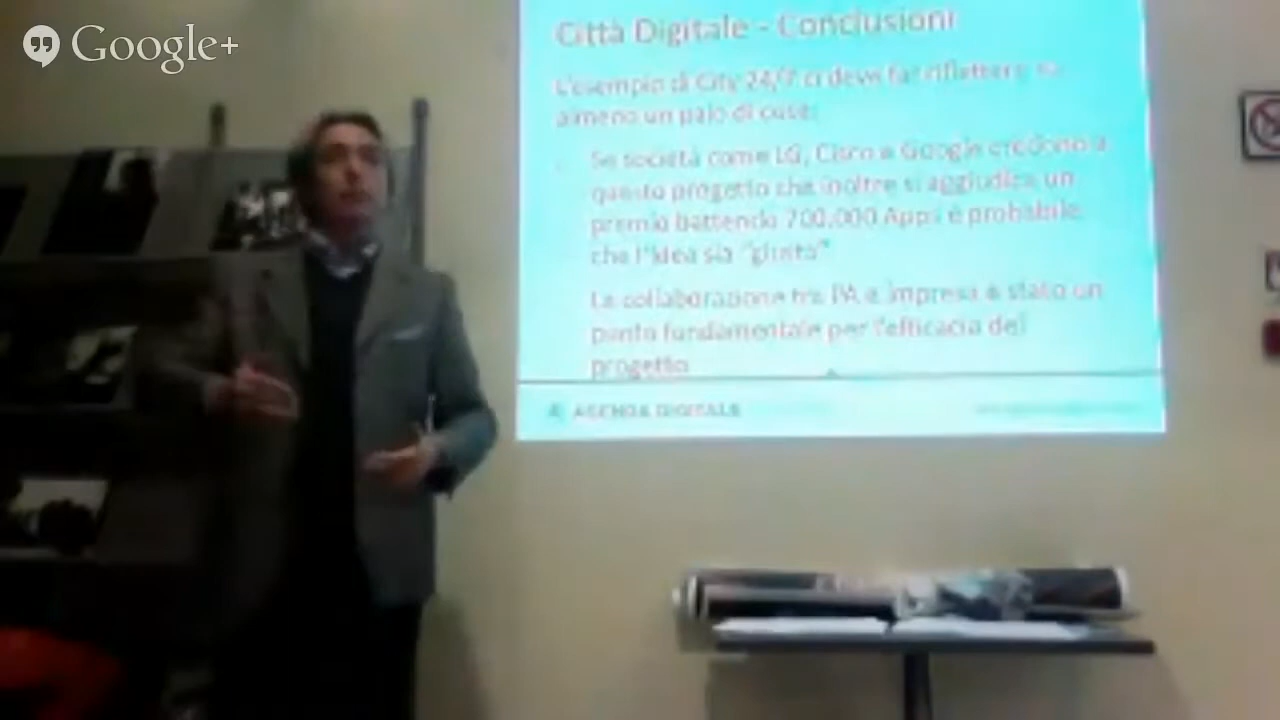 Google+
Città Digitale - Conclusioni
L'esempio di City 24/7 ci deve far riflettere su
almeno un paio di cose:
Se società come LG, Cisco e Google credono a
questo progetto che inoltre si aggiudica un
premio battendo 700.000 Apps è probabile
che l'idea sia "giusta"
La collaborazione tra PA e impresa è stato un
punto fundamentale per l'efficacia del
progetto
AGENDA DIGITALE